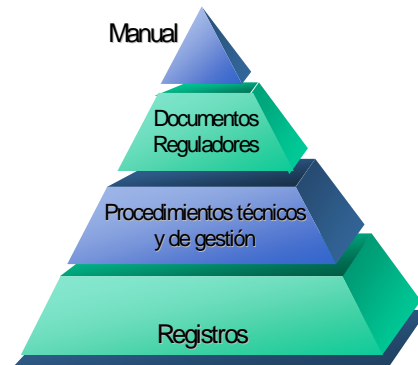 Manual
Documentos
Reguladores
Procedimientos técnicos
y de gestión
Registros